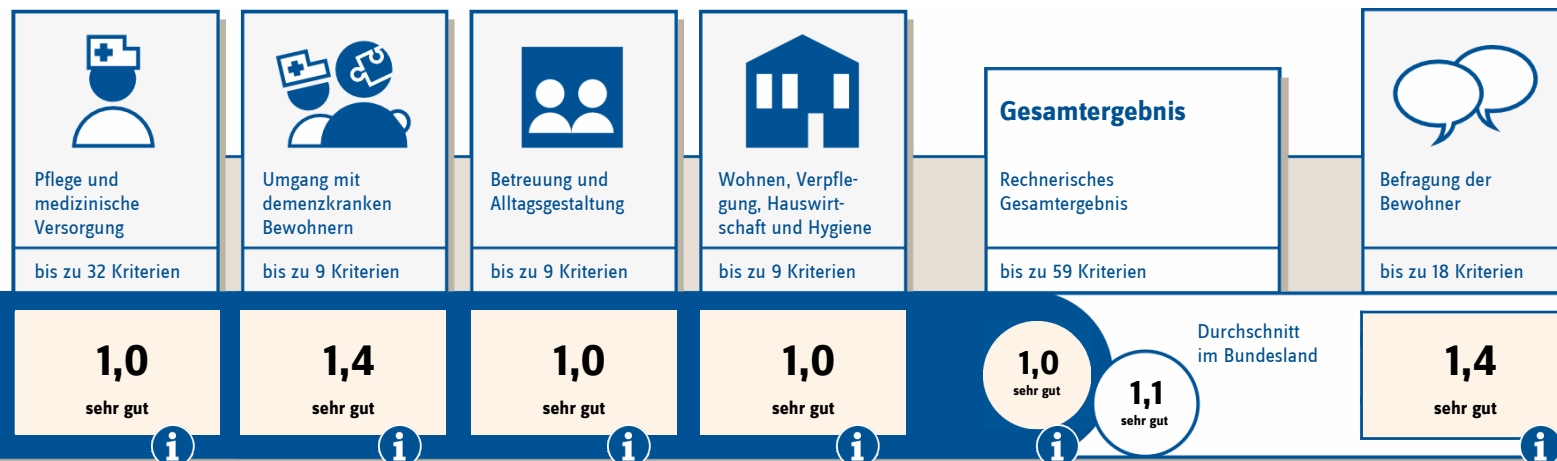 Pflege und
medizinische
Versorgung
bis zu 32 Kriterien
1,0
sehr gut
i
Umgang mit
demenzkranken
Bewohnern
bis zu 9 Kriterien
1,4
sehr gut
i
Betreuung und
Alltagsgestaltung
bis zu 9 Kriterien
1,0
sehr gut
i
Wohnen, Verpfle-
gung, Hauswirt-
schaft und Hygiene
bis zu 9 Kriterien
1,0
sehr gut
i
Gesamtergebnis
Rechnerisches
Gesamtergebnis
bis zu 59 Kriterien
1,0
sehr gut
i
1,1
sehr gut
Durchschnitt
im Bundesland
Befragung der
Bewohner
bis zu 18 Kriterien
1,4
sehr gut
i